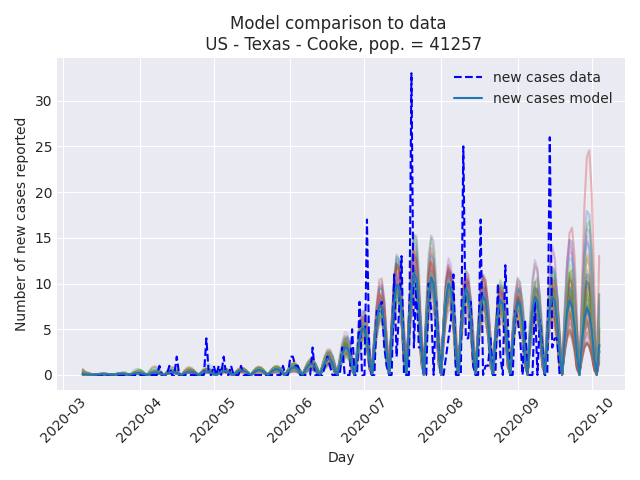 Model comparison to data
US - Texas - Cooke, pop. = 41257
new cases data
new cases model
Number of new cases reported
30
25
20
15
10
5
0
2020-03
2020-04
2020-05
2020-06
2020-07
2020-08
2020-09
2020-10
Day